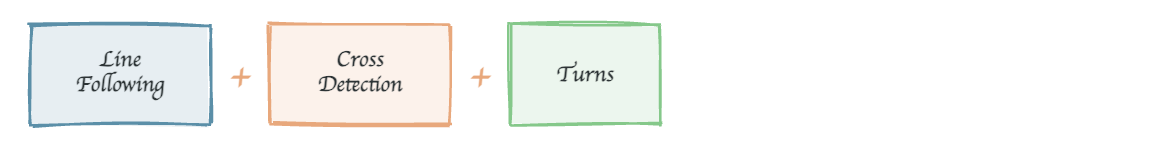 Line
Following
+
Cross
Detection
+
Turns